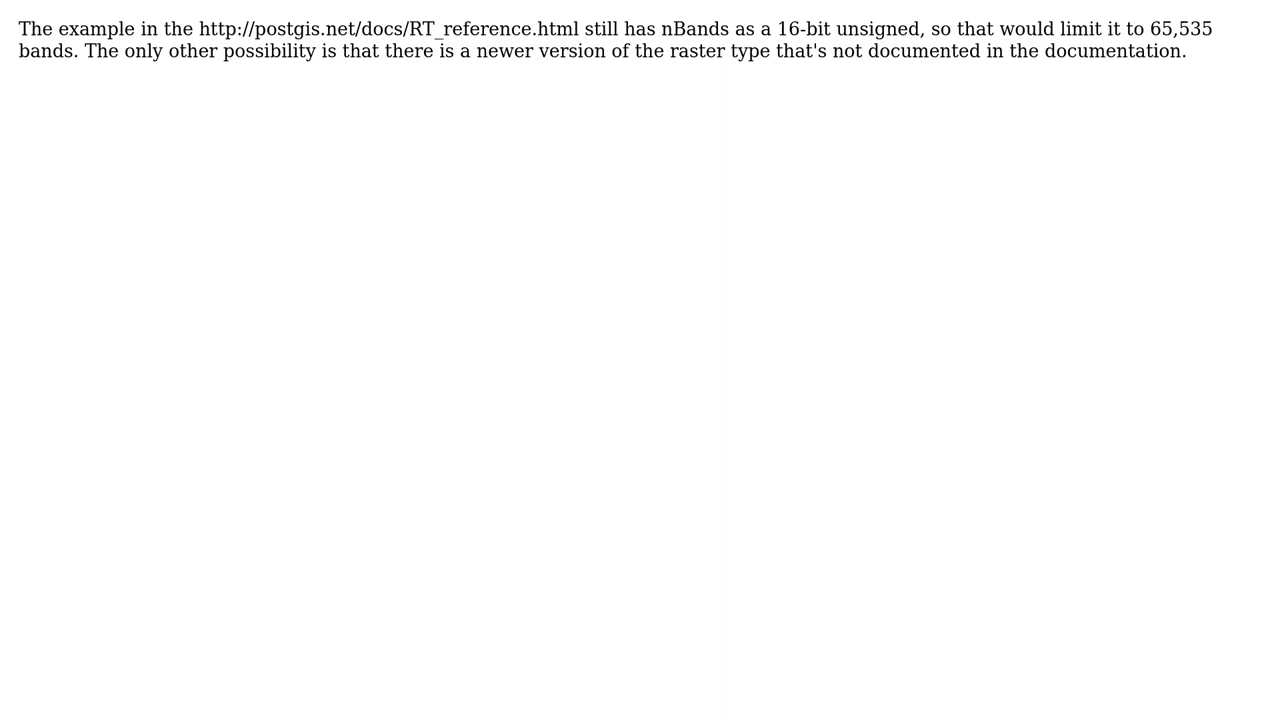 The example in the http://postgis.net/docs/RT_reference.html still has nBands as a 16-bit unsigned, so that would limit it to 65,535
bands. The only other possibility is that there is a newer version of the raster type that's not documented in the documentation.